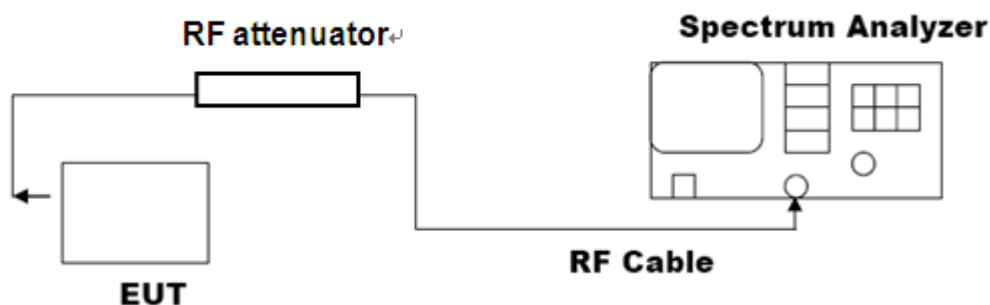 RF attenuator↵
Spectrum Analyzer
RF Cable
EUT